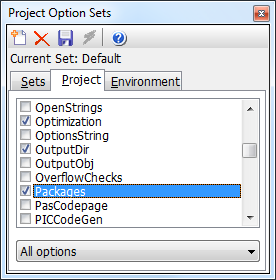 Project Option Sets
Current Set: Default
Sets Project Environment
OpenStrings
Optimization
OptionsString
OutputDir
OutputObj
OverflowChecks
Packages
PasCodepage
PICCodeGen
All options